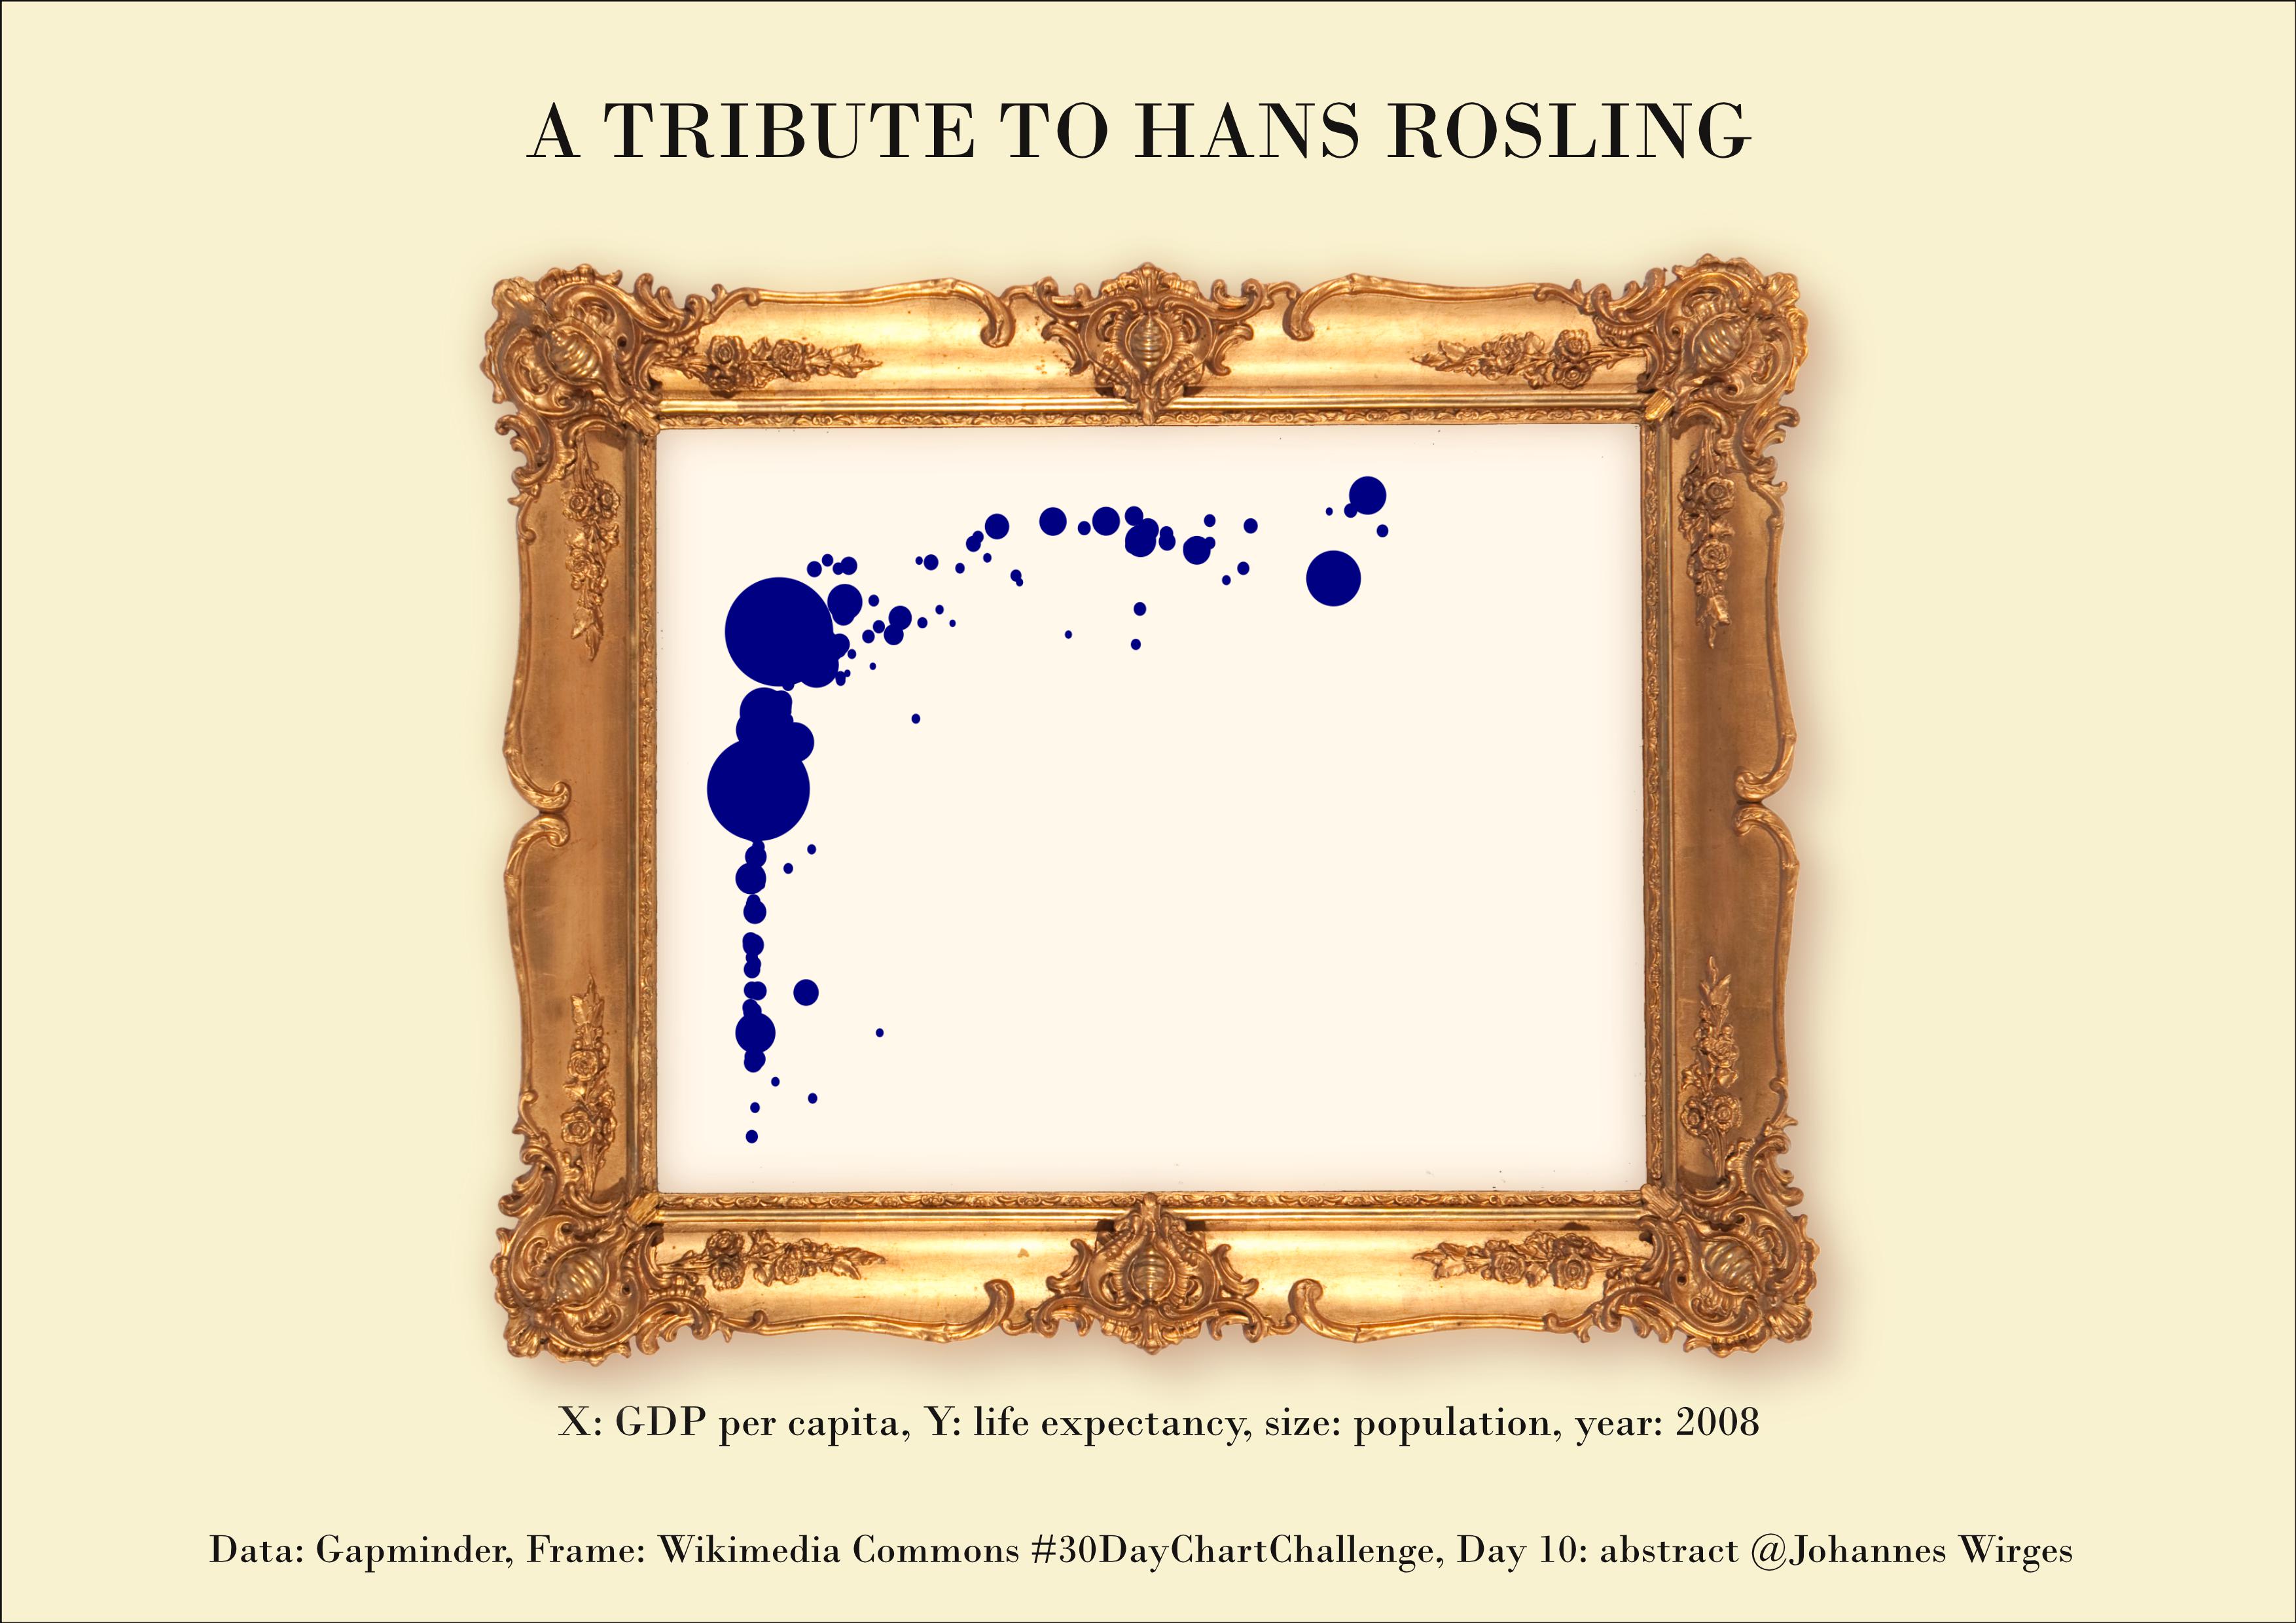 A TRIBUTE TO HANS ROSLING
X: GDP per capita, Y: life expectancy, size: population, year: 2008
Data: Gapminder, Frame: Wikimedia Commons #30DayChartChallenge, Day 10: abstract @Johannes Wirges